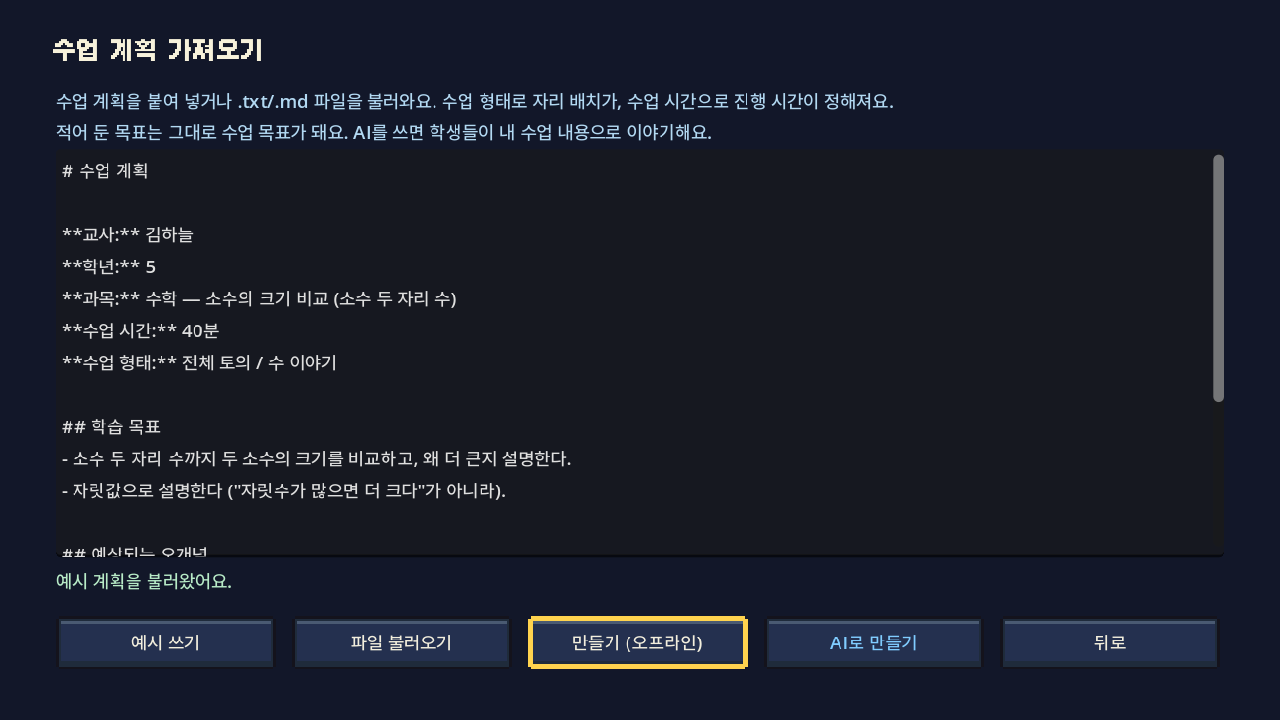 수업 계획 가져오기
수업 계획을 붙여 넣거나 .txt/.md 파일을 불러와요. 수업 형태로 자리 배치가, 수업 시간으로 진행 시간이 정해져요.
적어 둔 목표는 그대로 수업 목표가 돼요. AI를 쓰면 학생들이 내 수업 내용으로 이야기해요.
# 수업 계획
**교사:** 김하늘
**학년:** 5
**과목:** 수학 — 소수의 크기 비교 (소수 두 자리 수)
**수업 시간:** 40분
**수업 형태:** 전체 토의 / 수 이야기
## 학습 목표
- 소수 두 자리 수까지 두 소수의 크기를 비교하고, 왜 더 큰지 설명한다.
- 자릿값으로 설명한다 ("자릿수가 많으면 더 크다"가 아니라).
## 예상되는 오개념
예시 계획을 불러왔어요.
예시 쓰기
파일 불러오기
만들기 (오프라인)
AI로 만들기
뒤로